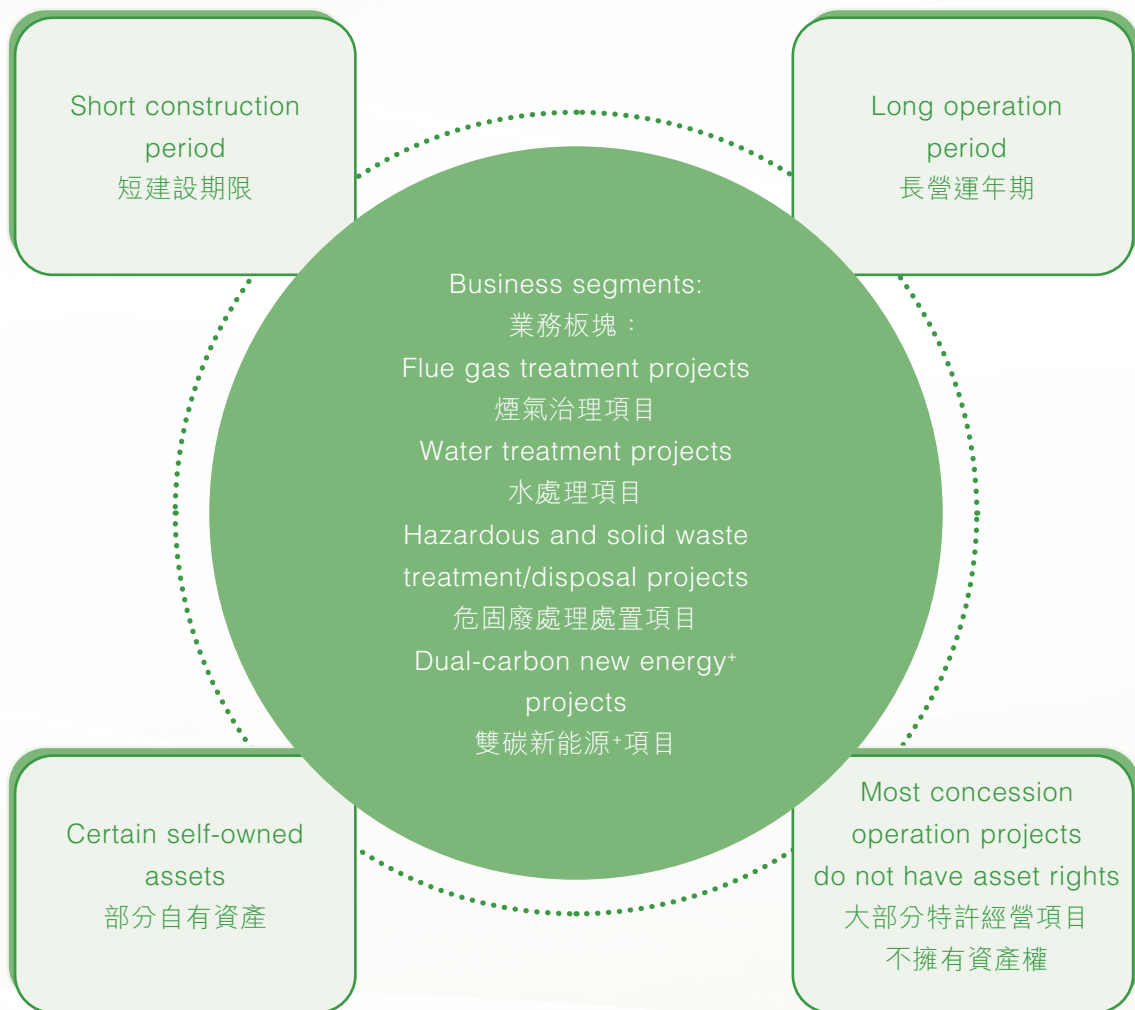 Short construction
period
短建設期限
Long operation
period
長營運年期
Business segments:
業務板塊：
Flue gas treatment projects
煙氣治理項目
Water treatment projects
水處理項目
Hazardous and solid waste
treatment/disposal projects
危固廢處理處置項目
Dual-carbon new energy⁺
projects
雙碳新能源⁺項目
Certain self-owned
assets
部分自有資產
Most concession
operation projects
do not have asset rights
大部分特許經營項目
不擁有資產權